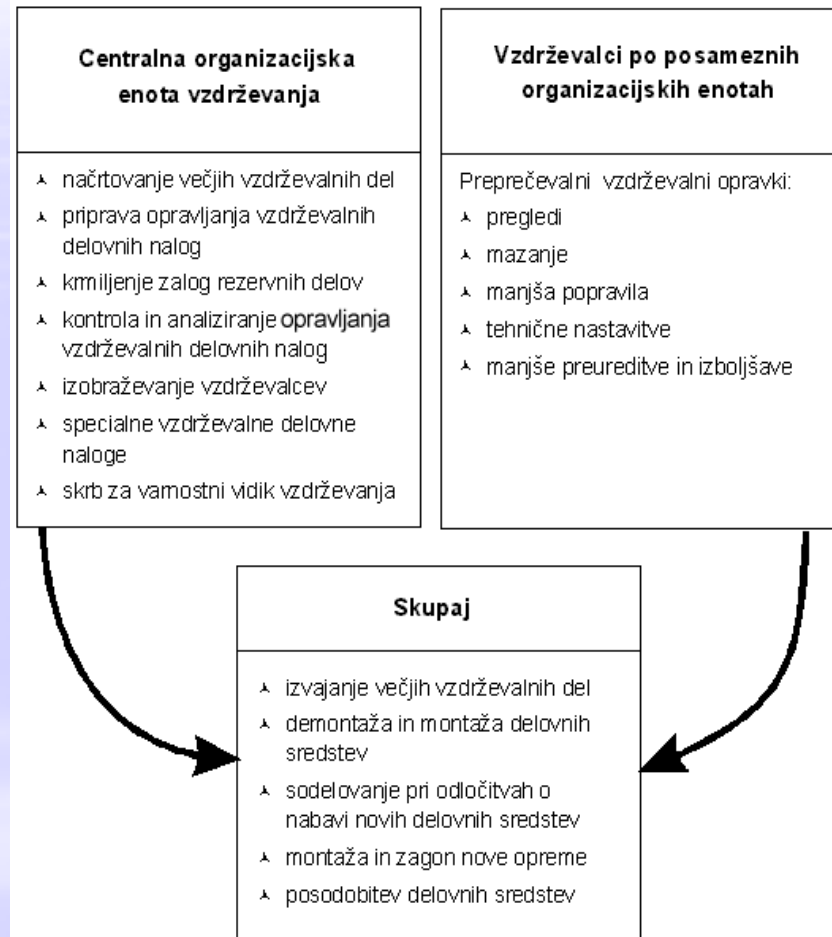 Centralna organizacijska
enota vzdrževanja
načrtovanje večjih vzdrževalnih del
priprava opravljanja vzdrževalnih
delovnih nalog
krmiljenje zalog rezervnih delov
kontrola in analiziranje opravljanja
vzdrževalnih delovnih nalog
izobraževanje vzdrževalcev
specialne vzdrževalne delovne
naloge
skrb za varnostni vidik vzdrževanja
Vzdrževalci po posameznih
organizacijskih enotah
Preprečevalni vzdrževalni opravki:
pregledi
mazanje
manjša popravila
tehnične nastavitve
manjše preureditve in izboljšave
Skupaj
izvajanje večjih vzdrževalnih del
demontaža in montaža delovnih
sredstev
sodelovanje pri odločitvah o
nabavi novih delovnih sredstev
montaža in zagon nove opreme
posodobitev delovnih sredstev